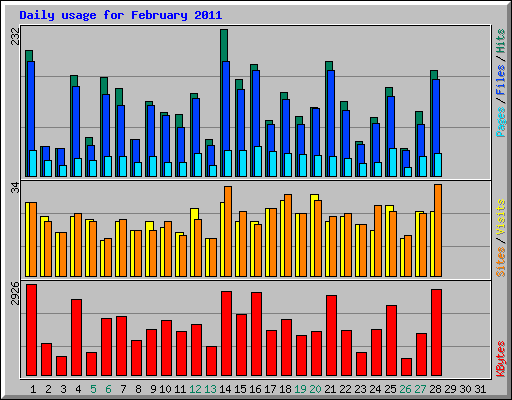 Daily usage for February 2011
232
Pages / Files / Hits
34
Sites / Visits
2926
KBytes
1 2 3 4 5 6 7 8 9 10 11 12 13 14 15 16 17 18 19 20 21 22 23 24 25 26 27 28 29 30 31